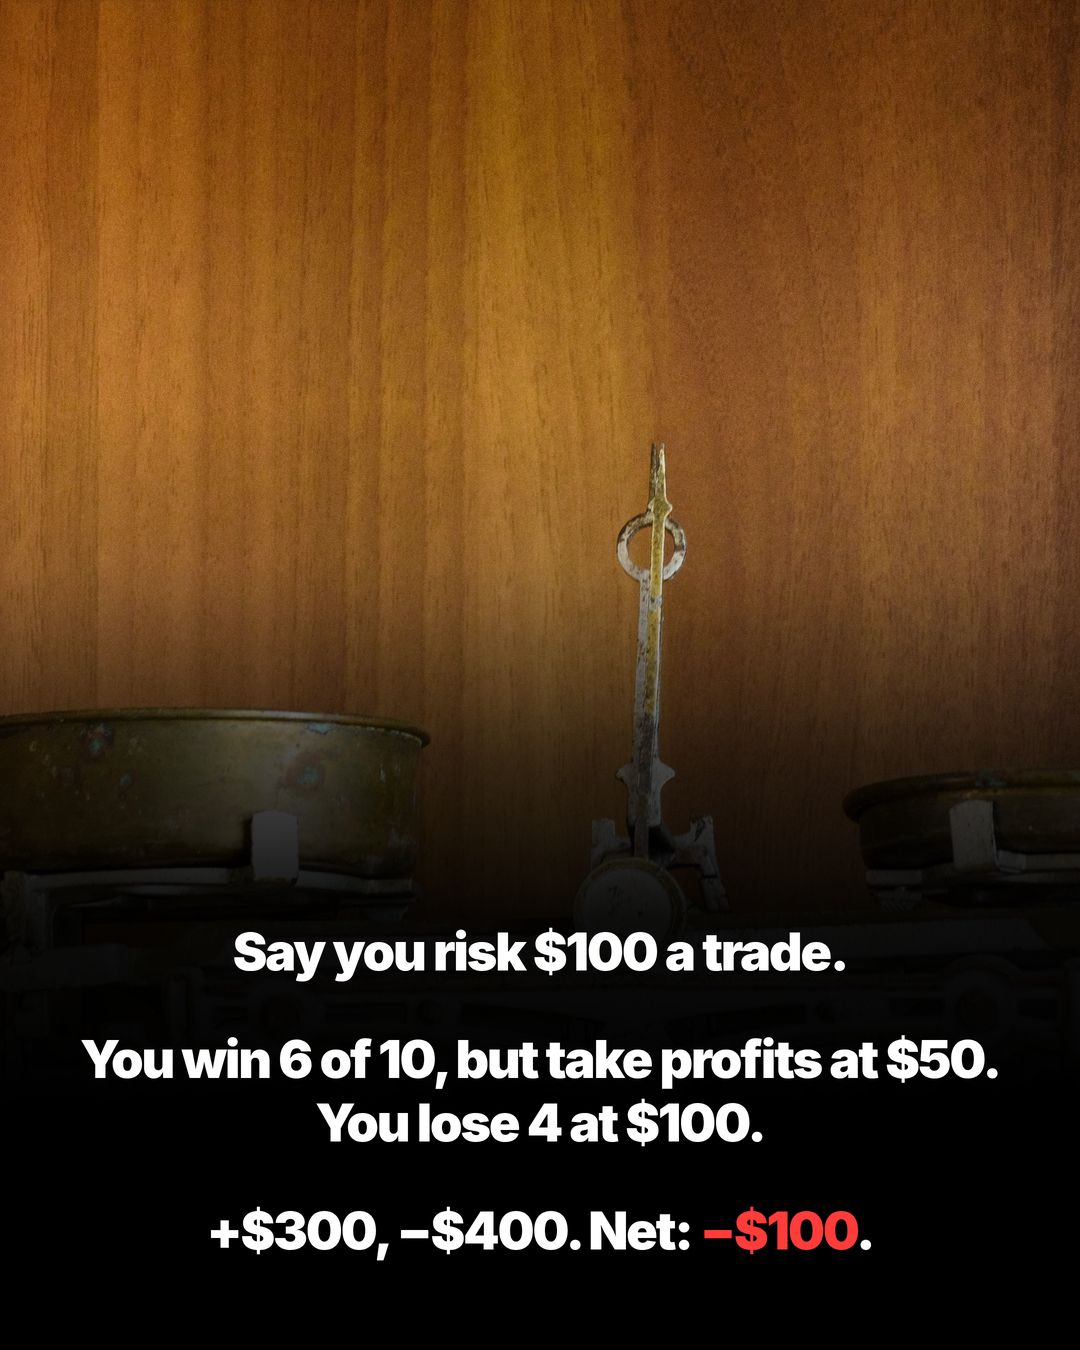 Say you risk $100 a trade.
You win 6 of 10, but take profits at $50.
You lose 4 at $100.
+$300, −$400. Net: −$100.